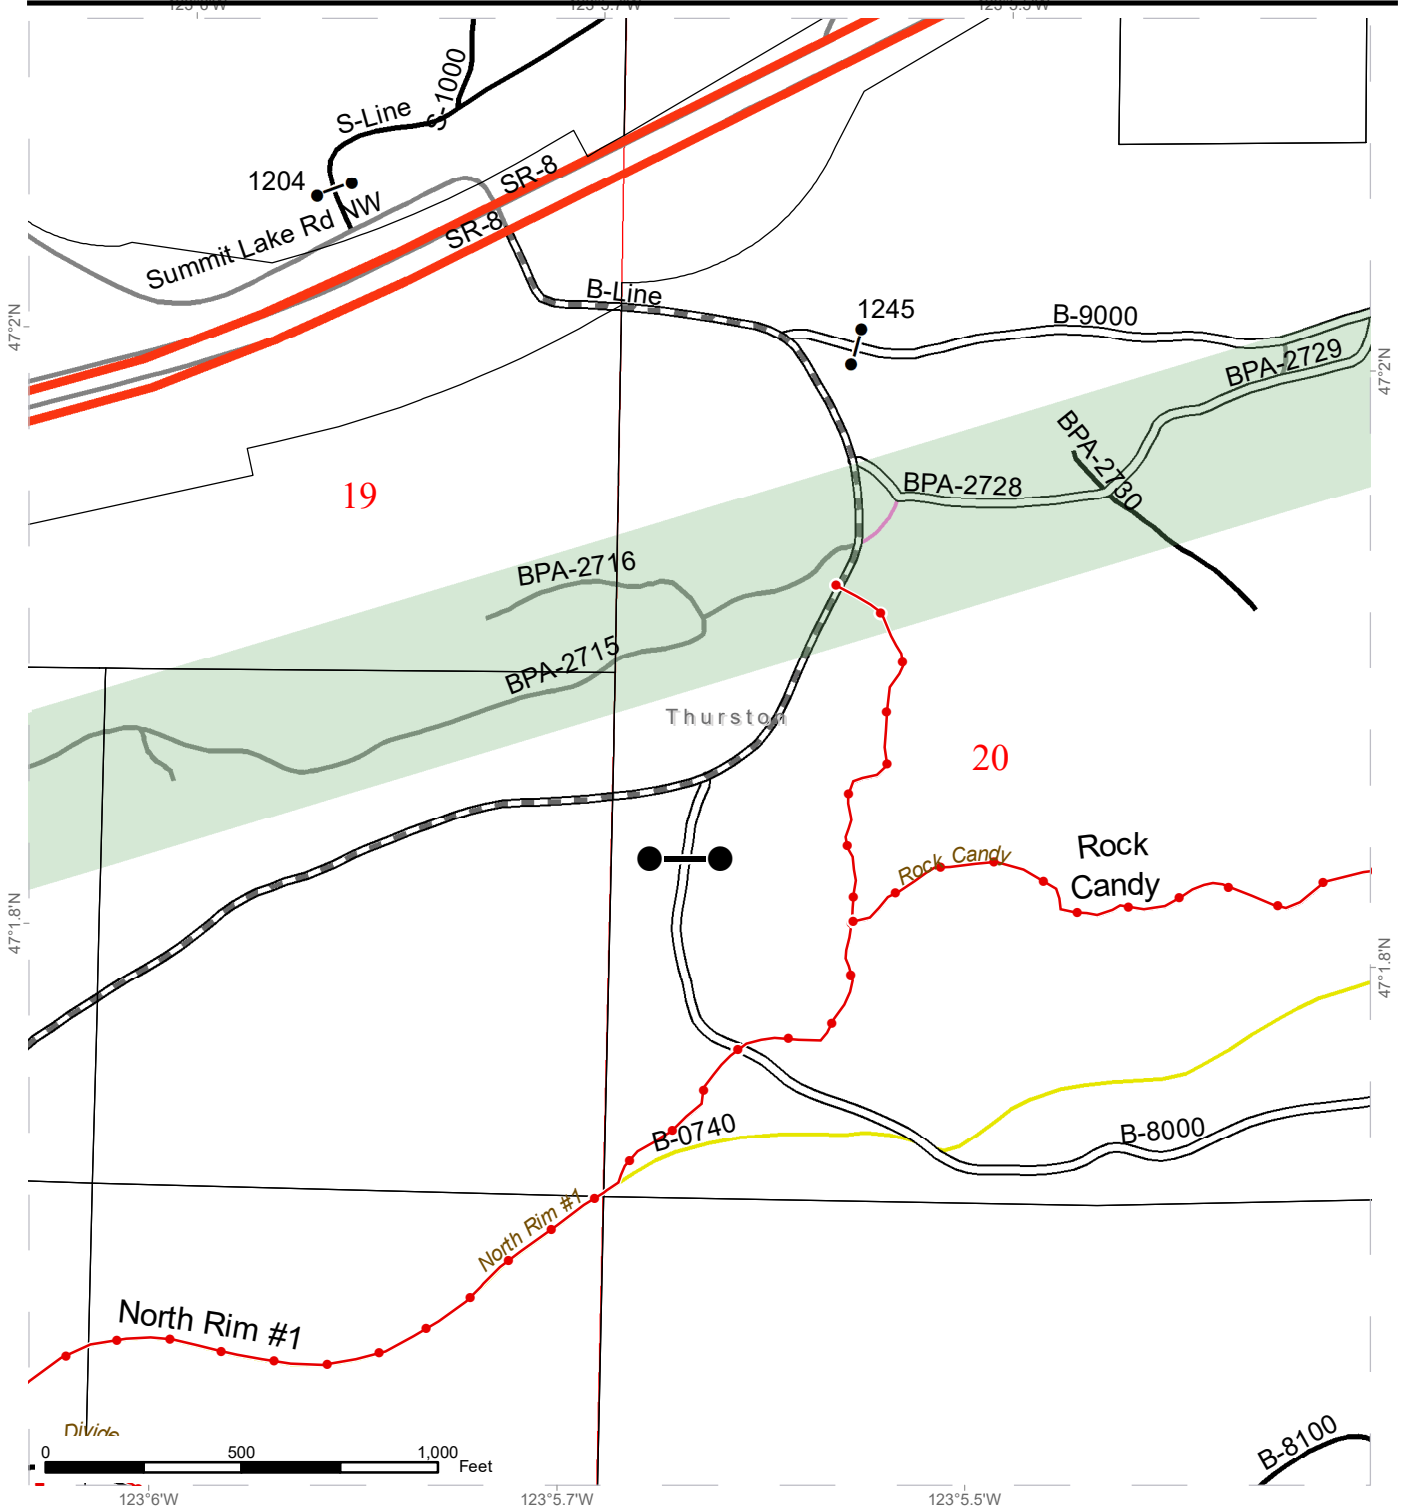 S-1000
S-Line
1204
SR-8
Summit Lake Rd NW
SR-8
B-Line
1245
B-9000
47°2'N
47°2'N
BPA-2729
BPA-2730
19
BPA-2728
BPA-2716
BPA-2715
Thurston
20
Rock Candy
Rock
Candy
47°1.8'N
47°1.8'N
B-0740
B-8000
North Rim #1
North Rim #1
Divide
0 500 1,000
Feet
B-8100
123°6'W 123°5.7'W 123°5.5'W